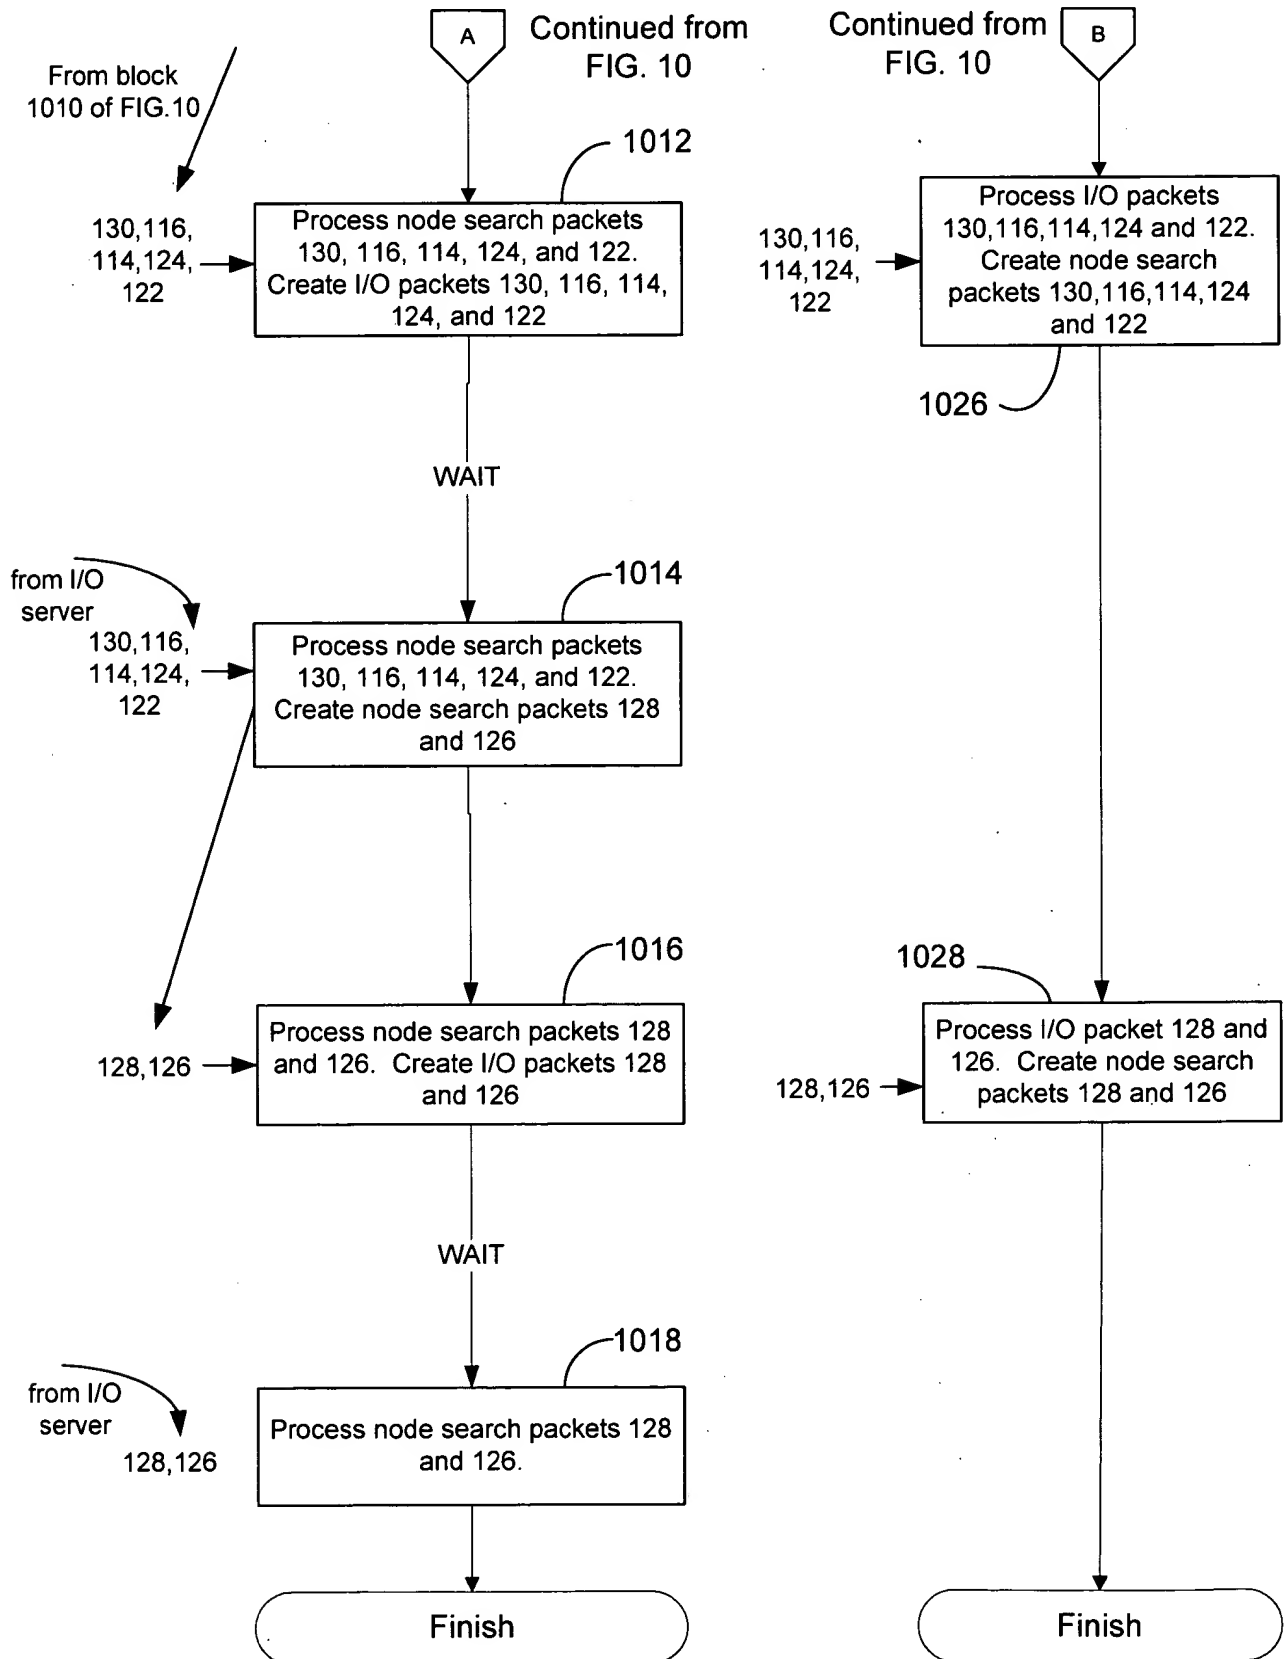 A
Continued from
FIG. 10
Continued from
FIG. 10
B
From block
1010 of FIG.10
1012
130,116,
114,124,
122
Process node search packets
130, 116, 114, 124, and 122.
Create I/O packets 130, 116, 114,
124, and 122
130,116,
114,124,
122
Process I/O packets
130,116,114,124 and 122.
Create node search
packets 130,116,114,124
and 122
1026
WAIT
from I/O
server
1014
130,116,
114,124,
122
Process node search packets
130, 116, 114, 124, and 122.
Create node search packets 128
and 126
1016
128,126
Process node search packets 128
and 126. Create I/O packets 128
and 126
1028
128,126
Process I/O packet 128 and
126. Create node search
packets 128 and 126
WAIT
from I/O
server
1018
128,126
Process node search packets 128
and 126.
Finish
Finish